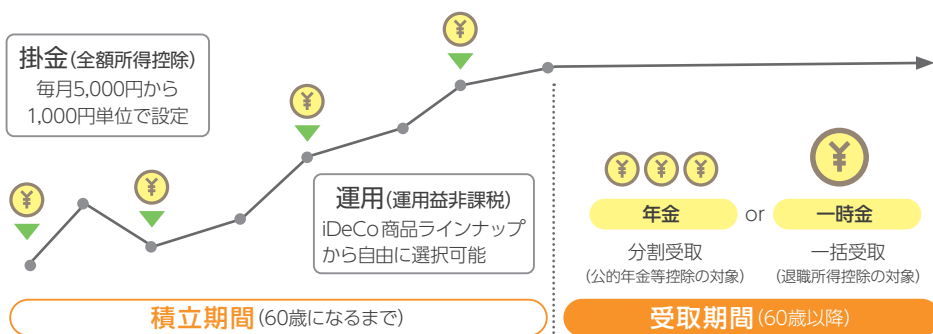 掛金(全額所得控除)
毎月5,000円から
1,000円単位で設定
¥
¥
¥
¥
運用(運用益非課税)
iDeCo商品ラインナップ
から自由に選択可能
¥ ¥ ¥
¥
年金 or 一時金
分割受取
(公的年金等控除の対象)
一括受取
(退職所得控除の対象)
積立期間(60歳になるまで)
受取期間(60歳以降)